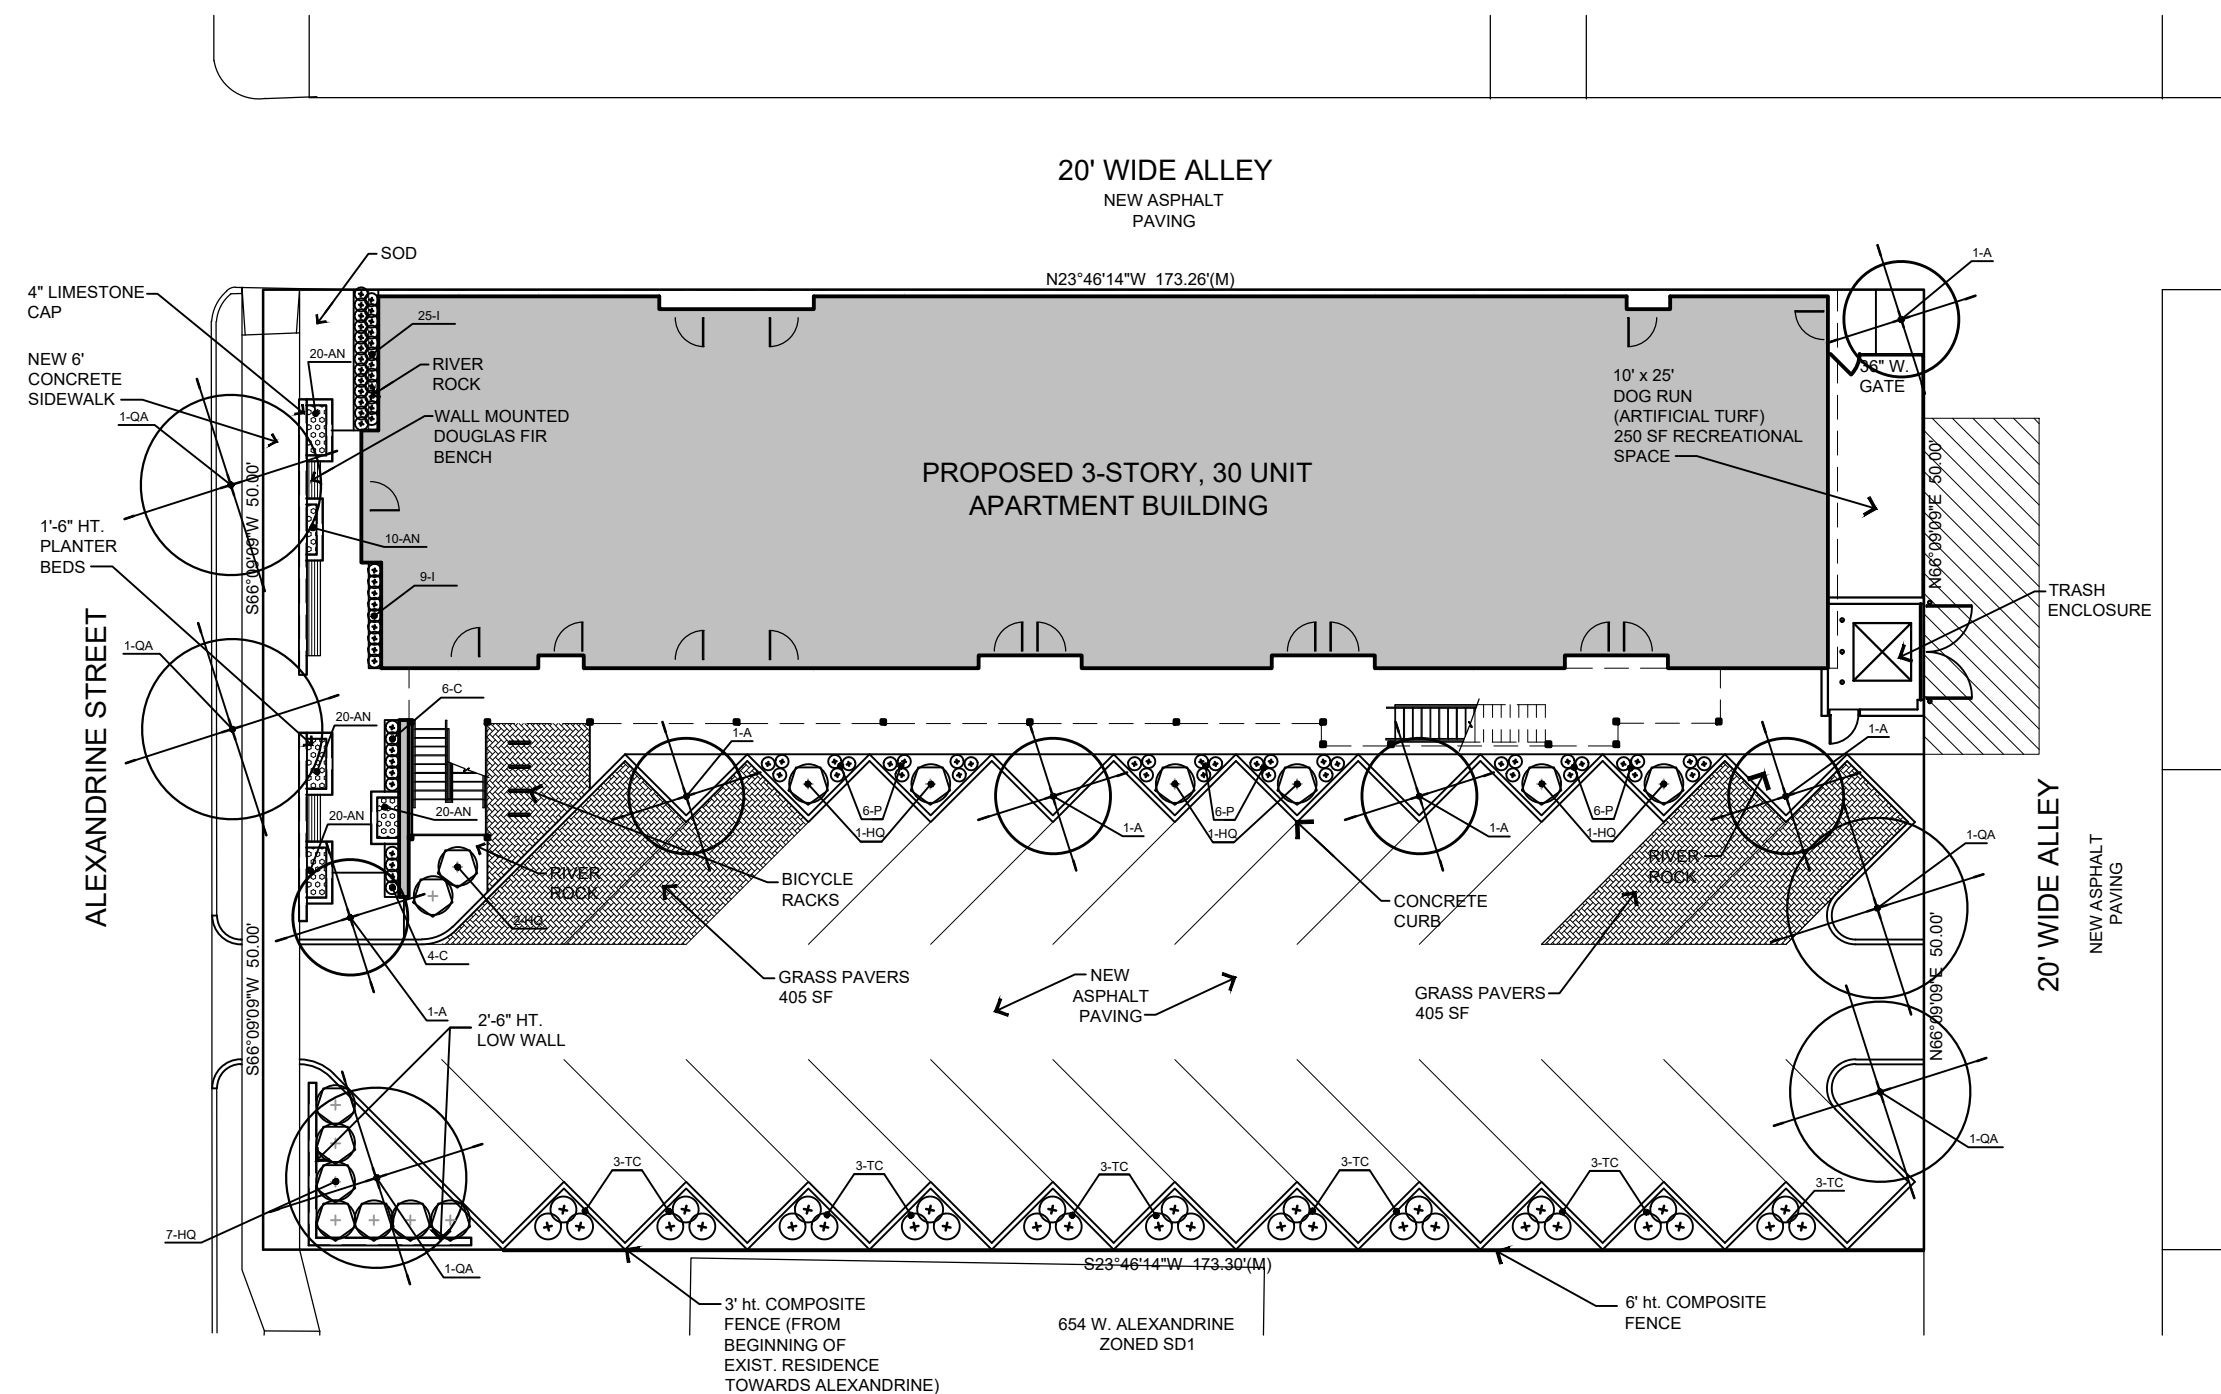 20' WIDE ALLEY
NEW ASPHALT
PAVING
N23°46'14"W 173.26'(M)
SOD
1-A
4" LIMESTONE
CAP
25-I
20-AN
NEW 6'
CONCRETE
SIDEWALK
RIVER
ROCK
1-QA
WALL MOUNTED
DOUGLAS FIR
BENCH
10' x 25'
DOG RUN
(ARTIFICIAL TURF)
250 SF RECREATIONAL
SPACE
36" W.
GATE
PROPOSED 3-STORY, 30 UNIT
APARTMENT BUILDING
S66°09'09"W 50.00'
N66°09'09"E 50.00'
1'-6" HT.
PLANTER
BEDS
10-AN
9-I
TRASH
ENCLOSURE
ALEXANDRINE STREET
1-QA
6-C
20-AN
1-A
1-A
20-AN
20-AN
6-P
1-HQ
1-A
6-P
1-HQ
1-A
6-P
1-HQ
1-QA
RIVER
ROCK
RIVER
ROCK
BICYCLE
RACKS
CONCRETE
CURB
2-HQ
4-C
GRASS PAVERS
405 SF
NEW
ASPHALT
PAVING
GRASS PAVERS
405 SF
20' WIDE ALLEY
NEW ASPHALT
PAVING
S66°09'09"W 50.00'
N66°09'09"E 50.00'
1-A
2'-6" HT.
LOW WALL
1-QA
3-TC
3-TC
3-TC
3-TC
3-TC
3-TC
7-HQ
1-QA
S23°46'14"W 173.30'(M)
3' ht. COMPOSITE
FENCE (FROM
BEGINNING OF
EXIST. RESIDENCE
TOWARDS ALEXANDRINE)
654 W. ALEXANDRINE
ZONED SD1
6' ht. COMPOSITE
FENCE